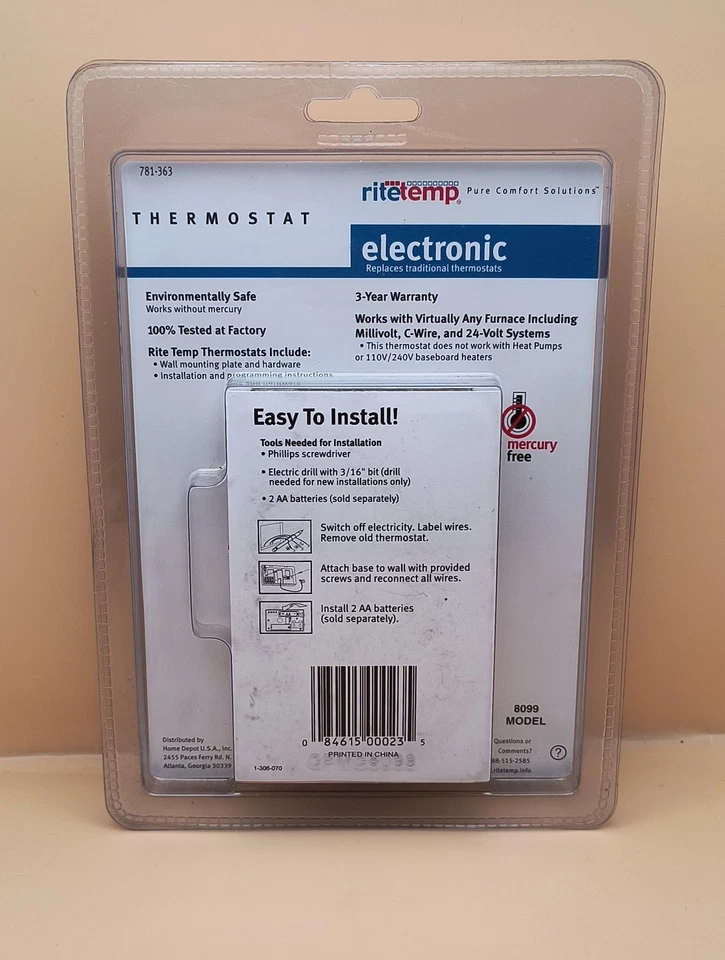 781-363
ritetemp® Pure Comfort Solutions™
THERMOSTAT
electronic
Replaces traditional thermostats
Environmentally Safe
Works without mercury
100% Tested at Factory
Rite Temp Thermostats Include:
• Wall mounting plate and hardware
• Installation and programming instructions
3-Year Warranty
Works with Virtually Any Furnace Including
Millivolt, C-Wire, and 24-Volt Systems
• This thermostat does not work with Heat Pumps
or 110V/240V baseboard heaters
mercury
free
Easy To Install!
Tools Needed for Installation
• Phillips screwdriver
• Electric drill with 3/16" bit (drill
needed for new installations only)
• 2 AA batteries (sold separately)
Switch off electricity. Label wires.
Remove old thermostat.
Attach base to wall with provided
screws and reconnect all wires.
Install 2 AA batteries
(sold separately).
0 84615 00023 5
PRINTED IN CHINA
1-306-070
Distributed by
Home Depot U.S.A., Inc.
2455 Paces Ferry Rd. N.
Atlanta, Georgia 30339
8099
MODEL
Questions or
Comments?
?
515-2585
ritetemp.info